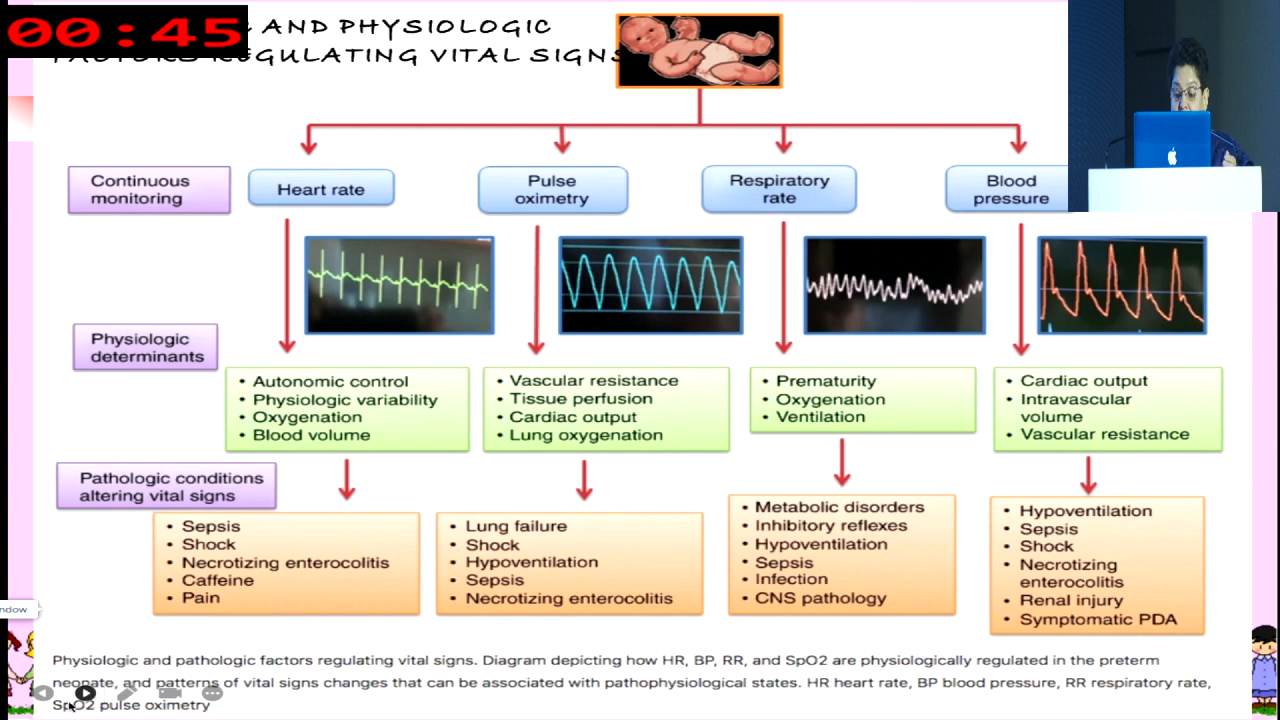 00:45
AND PHYSIOLOGIC
FACTORS REGULATING VITAL SIGNS
Continuous
monitoring
Heart rate
Pulse
oximetry
Respiratory
rate
Blood
pressure
Physiologic
determinants
• Autonomic control
• Physiologic variability
• Oxygenation
• Blood volume
• Vascular resistance
• Tissue perfusion
• Cardiac output
• Lung oxygenation
• Prematurity
• Oxygenation
• Ventilation
• Cardiac output
• Intravascular
volume
• Vascular resistance
Pathologic conditions
altering vital signs
• Sepsis
• Shock
• Necrotizing enterocolitis
• Caffeine
• Pain
• Lung failure
• Shock
• Hypoventilation
• Sepsis
• Necrotizing enterocolitis
• Metabolic disorders
• Inhibitory reflexes
• Hypoventilation
• Sepsis
• Infection
• CNS pathology
• Hypoventilation
• Sepsis
• Shock
• Necrotizing
enterocolitis
• Renal injury
• Symptomatic PDA
ndow
Physiologic and pathologic factors regulating vital signs. Diagram depicting how HR, BP, RR, and SpO2 are physiologically regulated in the preterm
neonate, and patterns of vital signs changes that can be associated with pathophysiological states. HR heart rate, BP blood pressure, RR respiratory rate,
SpO2 pulse oximetry